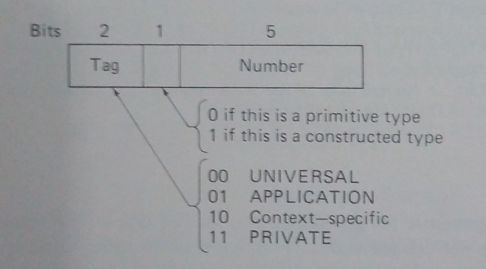 Bits 2 1 5
Tag Number
0 if this is a primitive type
1 if this is a constructed type
00 UNIVERSAL
01 APPLICATION
10 Context–specific
11 PRIVATE